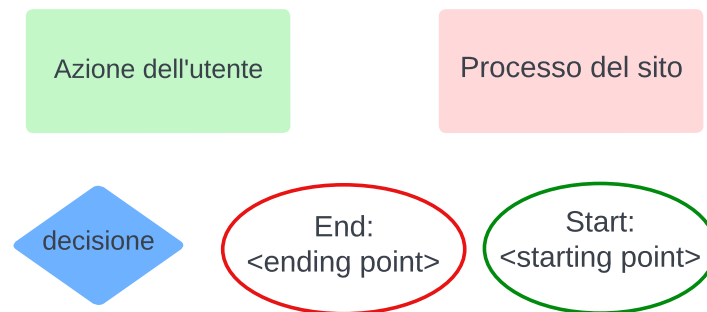 Azione dell'utente
Processo del sito
decisione
End:
<ending point>
Start:
<starting point>